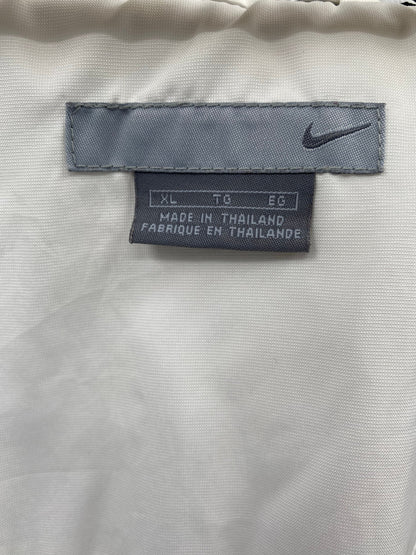 XL TG EG
MADE IN THAILAND
FABRIQUE EN THAILANDE